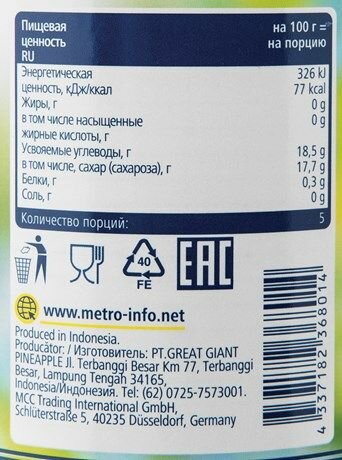 Пищевая ценность RU
на 100 г = на порцию
Энергетическая ценность, кДж/ккал
326 kJ
77 kcal
Жиры, г 0 g
в том числе насыщенные жирные кислоты, г 0 g
Усвояемые углеводы, г 18,5 g
в том числе, сахар (сахароза), г 17,7 g
Белки, г 0,3 g
Соль, г 0 g
Количество порций: 5
40
FE
EAC
www.metro-info.net
Produced in Indonesia.
Producător: / Изготовитель: PT.GREAT GIANT
PINEAPPLE Jl. Terbanggi Besar Km 77, Terbanggi
Besar, Lampung Tengah 34165,
Indonesia/Индонезия. Tel: (62) 0725-7573001.
MCC Trading International GmbH,
Schlüterstraße 5, 40235 Düsseldorf, Germany
4 337182 368014